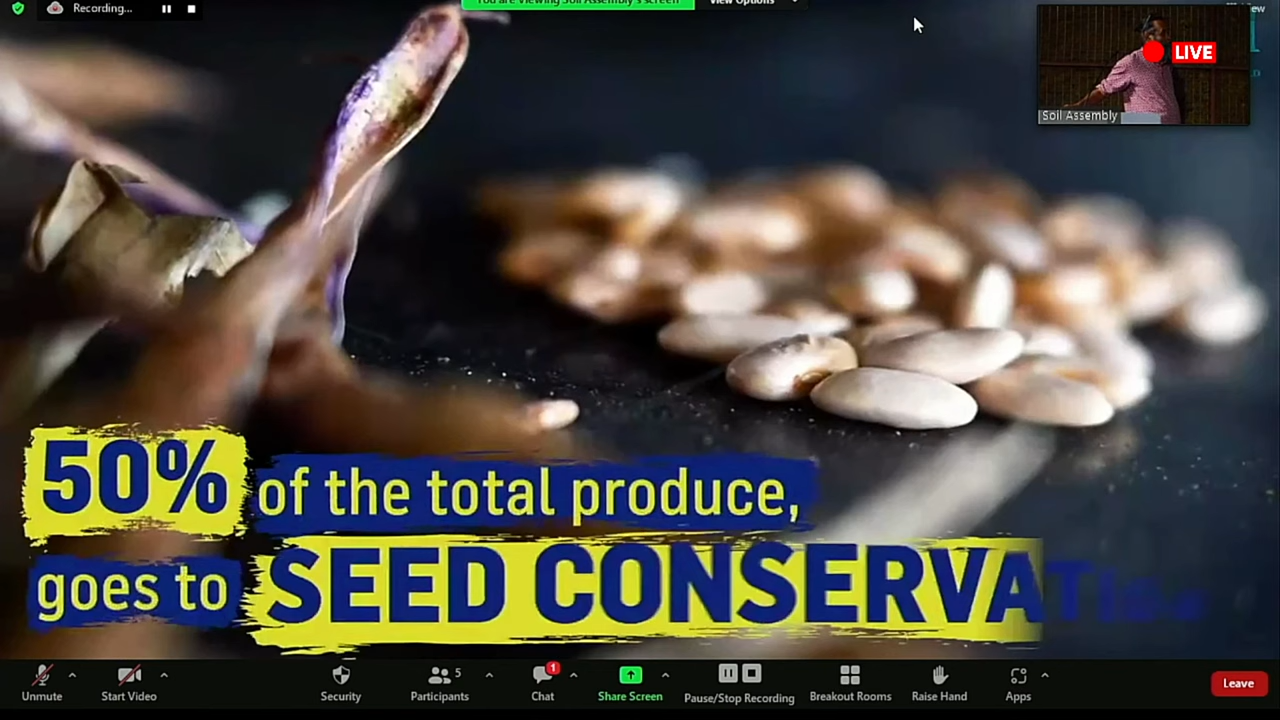 Recording...
You are viewing Soil Assembly's screen
View Options
LIVE
Soil Assembly
50% of the total produce,
goes to SEED CONSERVATION
Unmute
Start Video
Security
5
Participants
1
Chat
Share Screen
Pause/Stop Recording
Breakout Rooms
Raise Hand
Apps
Leave